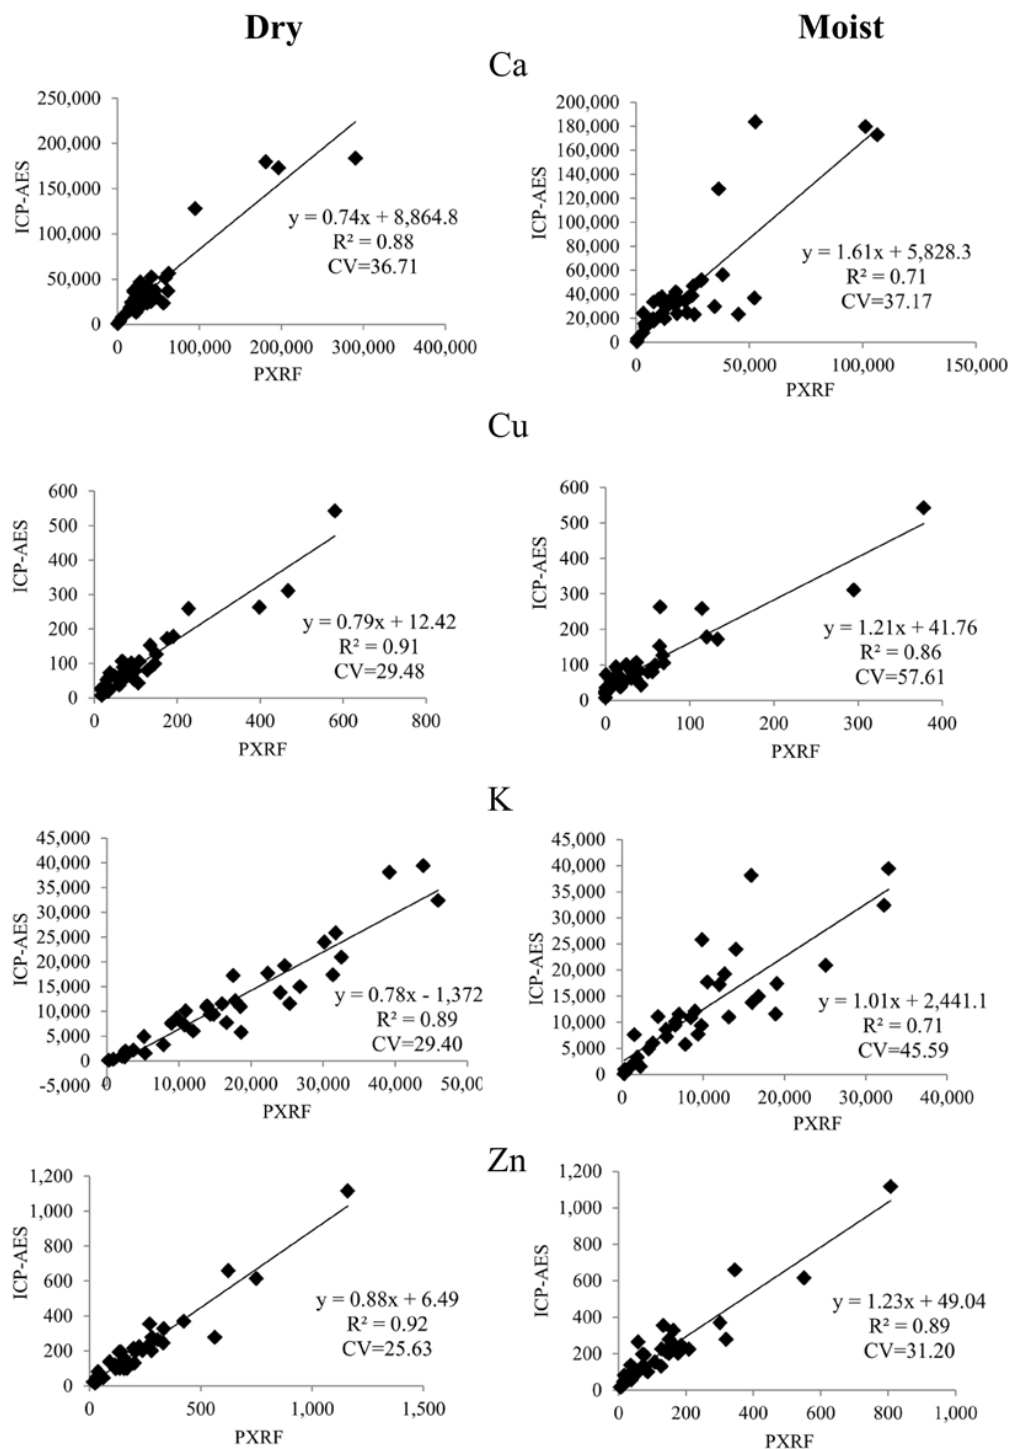 Dry
Moist
Ca
250,000
200,000
150,000
100,000
50,000
0
0
100,000
200,000
300,000
400,000
ICP-AES
PXRF
y = 0.74x + 8,864.8
R² = 0.88
CV=36.71
200,000
180,000
160,000
140,000
120,000
100,000
80,000
60,000
40,000
20,000
0
0
50,000
100,000
150,000
ICP-AES
PXRF
y = 1.61x + 5,828.3
R² = 0.71
CV=37.17
Cu
600
500
400
300
200
100
0
0
200
400
600
800
ICP-AES
PXRF
y = 0.79x + 12.42
R² = 0.91
CV=29.48
600
500
400
300
200
100
0
0
100
200
300
400
ICP-AES
PXRF
y = 1.21x + 41.76
R² = 0.86
CV=57.61
K
45,000
40,000
35,000
30,000
25,000
20,000
15,000
10,000
5,000
0
-5,000
0
10,000
20,000
30,000
40,000
50,000
ICP-AES
PXRF
y = 0.78x - 1,372
R² = 0.89
CV=29.40
45,000
40,000
35,000
30,000
25,000
20,000
15,000
10,000
5,000
0
0
10,000
20,000
30,000
40,000
ICP-AES
PXRF
y = 1.01x + 2,441.1
R² = 0.71
CV=45.59
Zn
1,200
1,000
800
600
400
200
0
0
500
1,000
1,500
ICP-AES
PXRF
y = 0.88x + 6.49
R² = 0.92
CV=25.63
1,200
1,000
800
600
400
200
0
0
200
400
600
800
1,000
ICP-AES
PXRF
y = 1.23x + 49.04
R² = 0.89
CV=31.20